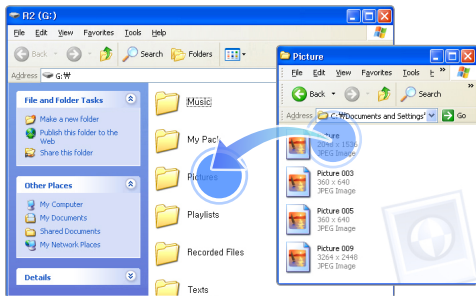 R2 (G:)
File Edit View Favorites Tools Help
Back Search Folders
Address G:₩
File and Folder Tasks
Make a new folder
Publish this folder to the
Web
Share this folder
Other Places
My Computer
My Documents
Shared Documents
My Network Places
Details
Music
My Pack
Pictures
Playlists
Recorded Files
Texts
Picture
File Edit View Favorites Tools »
Back Search »
Address C:₩Documents and Settings Go
2048 x 1536
JPEG Image
Picture 003
360 x 640
JPEG Image
Picture 005
360 x 640
JPEG Image
Picture 009
3264 x 2448
JPEG Image